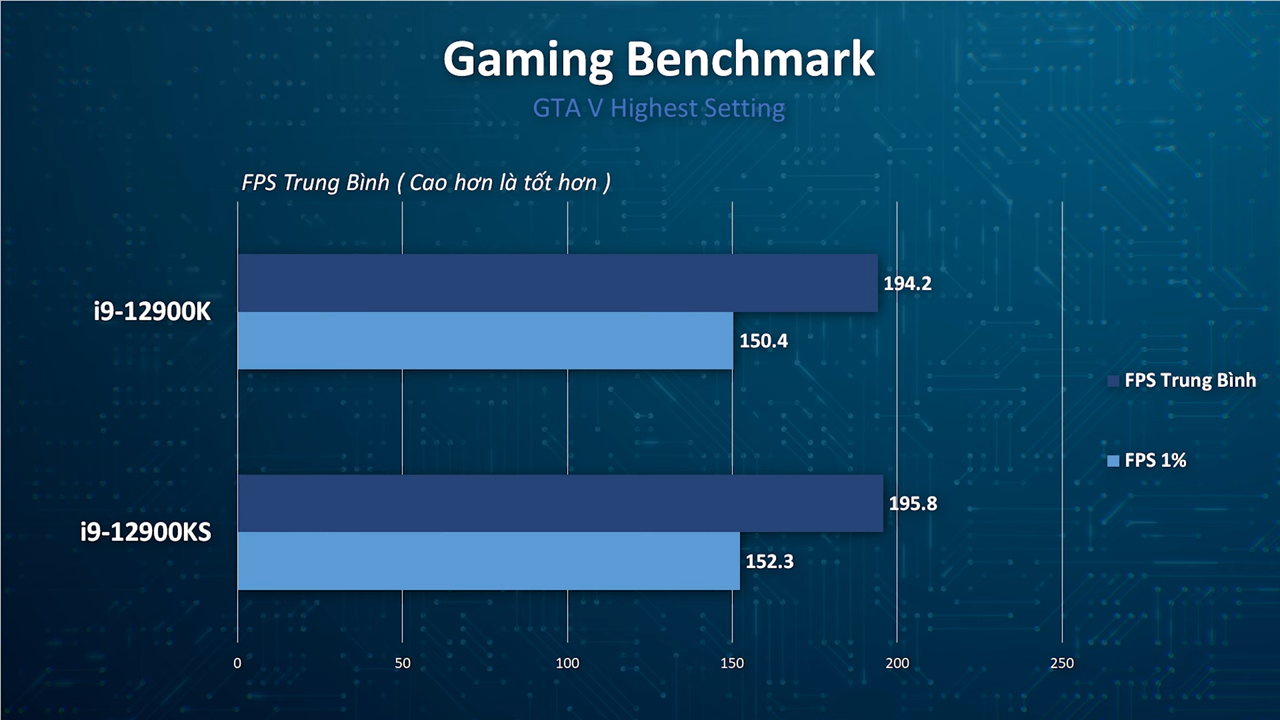 Gaming Benchmark
GTA V Highest Setting
FPS Trung Bình ( Cao hơn là tốt hơn )
i9-12900K
194.2
150.4
i9-12900KS
195.8
152.3
0 50 100 150 200 250
FPS Trung Bình
FPS 1%